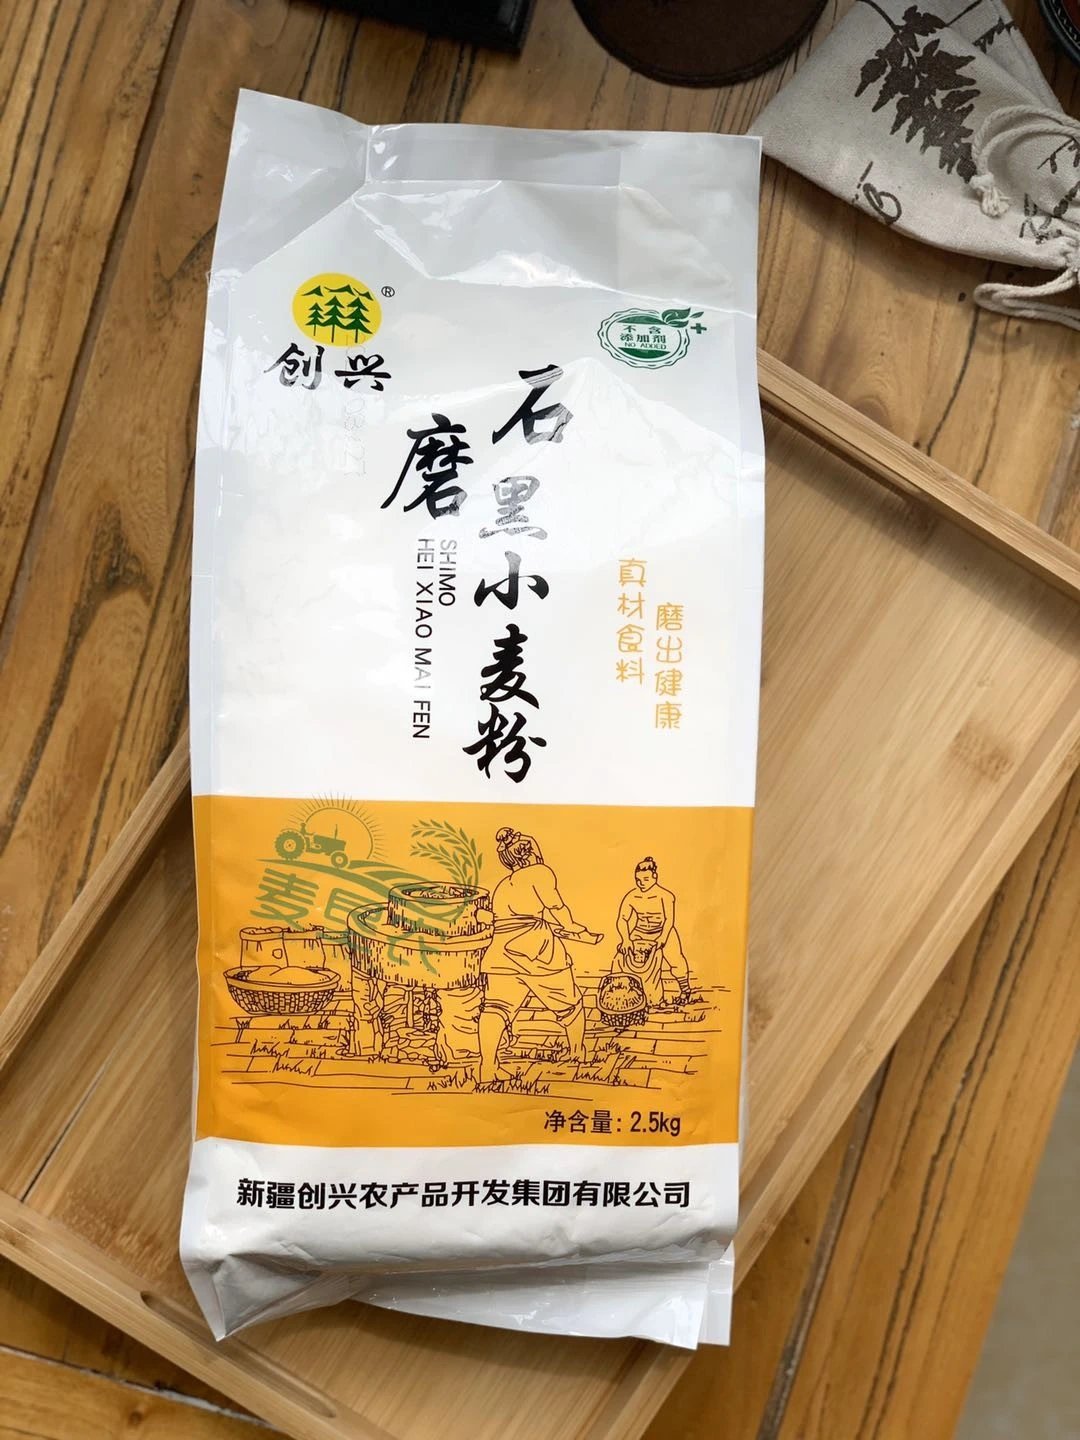 创兴
®
不含
添加剂
NO ADDED
石磨
黑小麦粉
SHIMO
HEI XIAO MAI FEN
真材食料
磨出健康
净含量: 2.5kg
新疆创兴农产品开发集团有限公司